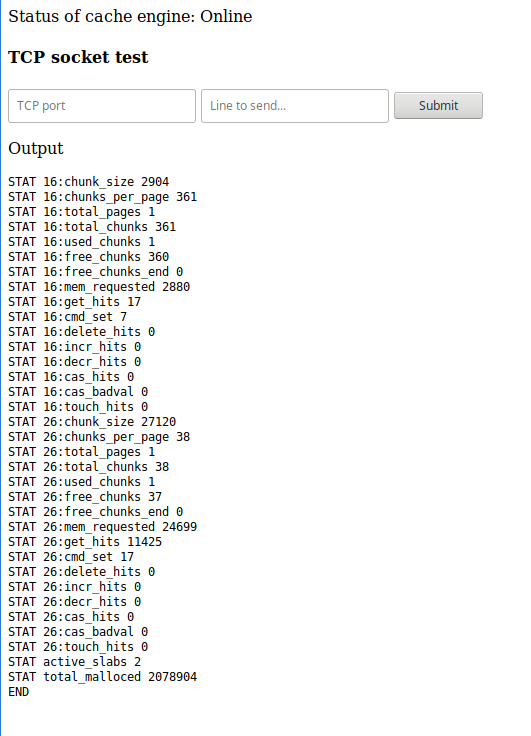 Status of cache engine: Online
TCP socket test
TCP port Line to send... Submit
Output
STAT 16:chunk_size 2904
STAT 16:chunks_per_page 361
STAT 16:total_pages 1
STAT 16:total_chunks 361
STAT 16:used_chunks 1
STAT 16:free_chunks 360
STAT 16:free_chunks_end 0
STAT 16:mem_requested 2880
STAT 16:get_hits 17
STAT 16:cmd_set 7
STAT 16:delete_hits 0
STAT 16:incr_hits 0
STAT 16:decr_hits 0
STAT 16:cas_hits 0
STAT 16:cas_badval 0
STAT 16:touch_hits 0
STAT 26:chunk_size 27120
STAT 26:chunks_per_page 38
STAT 26:total_pages 1
STAT 26:total_chunks 38
STAT 26:used_chunks 1
STAT 26:free_chunks 37
STAT 26:free_chunks_end 0
STAT 26:mem_requested 24699
STAT 26:get_hits 11425
STAT 26:cmd_set 17
STAT 26:delete_hits 0
STAT 26:incr_hits 0
STAT 26:decr_hits 0
STAT 26:cas_hits 0
STAT 26:cas_badval 0
STAT 26:touch_hits 0
STAT active_slabs 2
STAT total_malloced 2078904
END